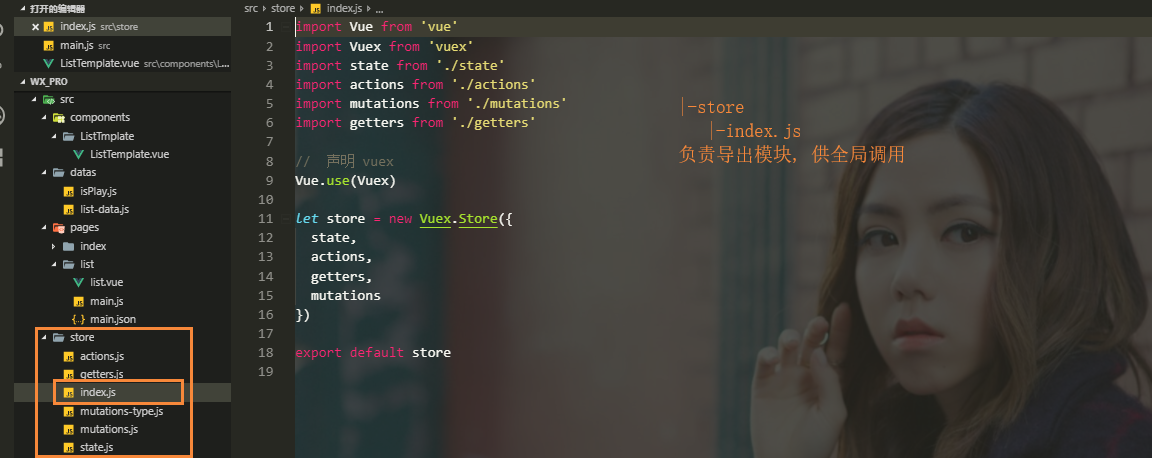 打开的编辑器
index.js src\store
main.js src
ListTemplate.vue src\components\L...
WX_PRO
src
components
ListTmplate
ListTemplate.vue
datas
isPlay.js
list-data.js
pages
index
list
list.vue
main.js
main.json
store
actions.js
getters.js
index.js
mutations-type.js
mutations.js
state.js
src store index.js ...
1 import Vue from 'vue'
2 import Vuex from 'vuex'
3 import state from './state'
4 import actions from './actions'
5 import mutations from './mutations'
6 import getters from './getters'
7
8 // 声明 vuex
9 Vue.use(Vuex)
10
11 let store = new Vuex.Store({
12 state,
13 actions,
14 getters,
15 mutations
16 })
17
18 export default store
19
|-store
|-index.js
负责导出模块，供全局调用